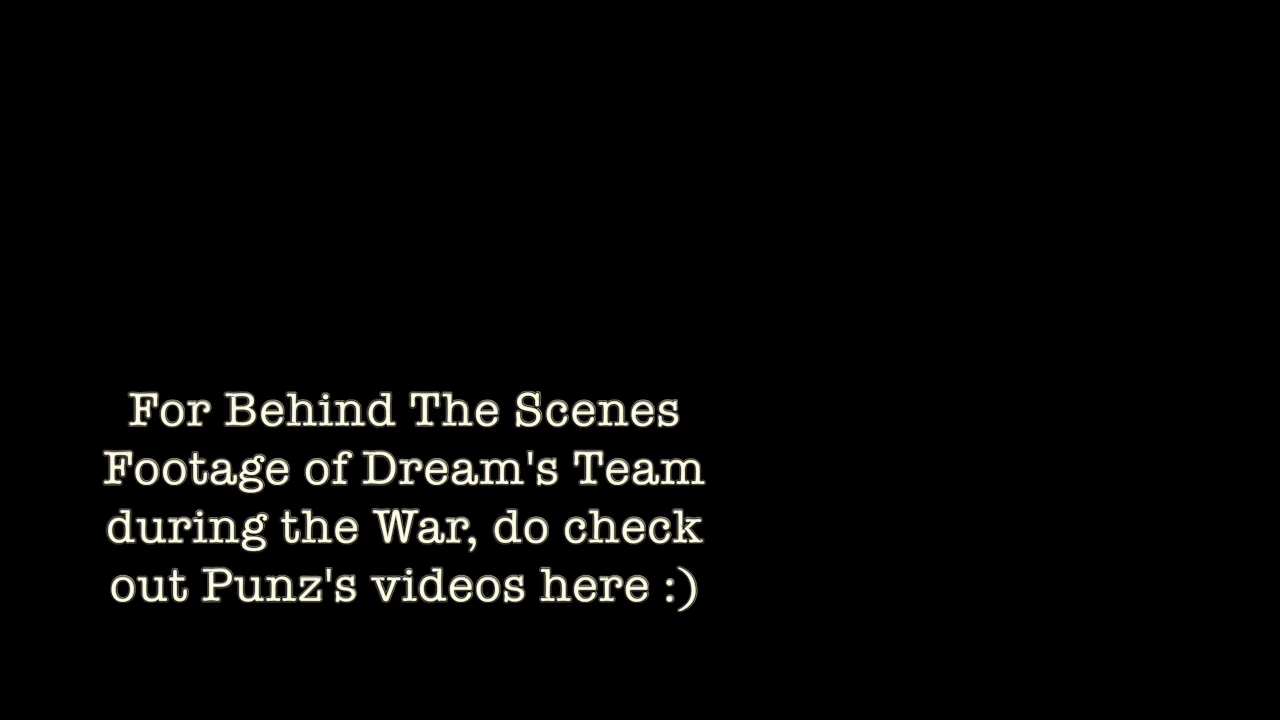 For Behind The Scenes
Footage of Dream's Team
during the War, do check
out Punz's videos here :)